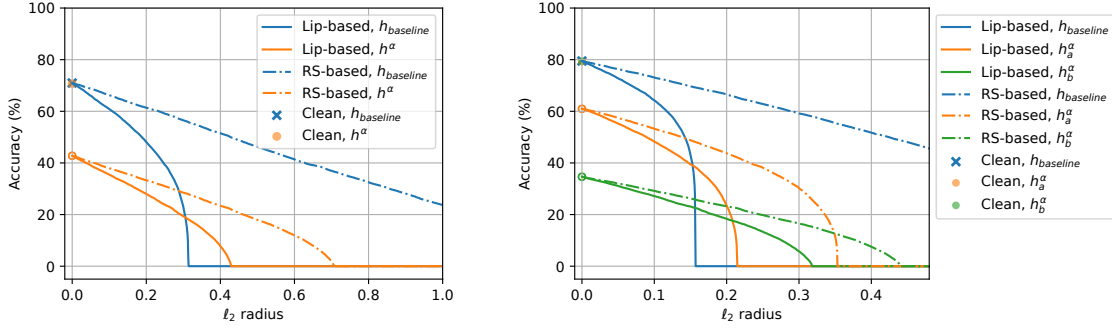 Lip-based, h_baseline
Lip-based, h^α
RS-based, h_baseline
RS-based, h^α
Clean, h_baseline
Clean, h^α
Accuracy (%)
100
80
60
40
20
0
0.0 0.2 0.4 0.6 0.8 1.0
ℓ₂ radius
Lip-based, h_baseline
Lip-based, h_a^α
Lip-based, h_b^α
RS-based, h_baseline
RS-based, h_a^α
RS-based, h_b^α
Clean, h_baseline
Clean, h_a^α
Clean, h_b^α
Accuracy (%)
100
80
60
40
20
0
0.0 0.1 0.2 0.3 0.4
ℓ₂ radius